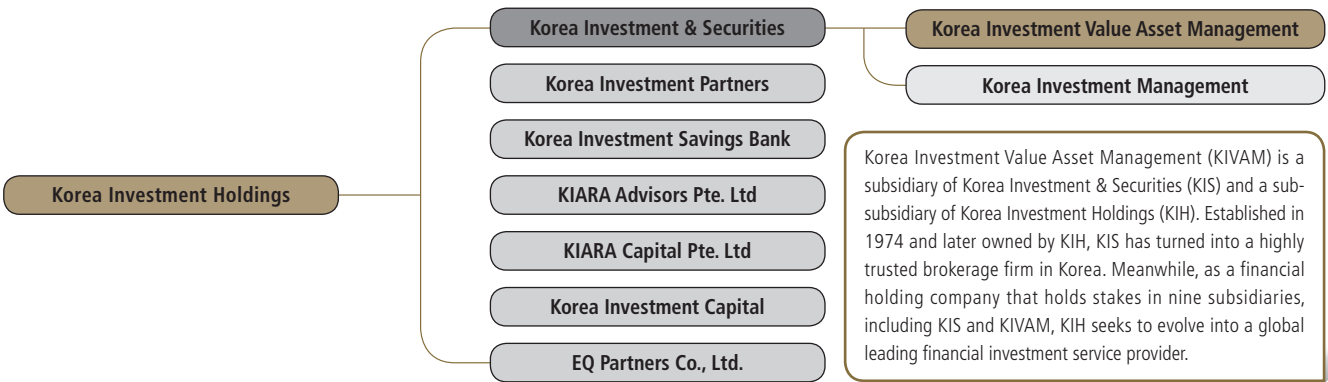 Korea Investment Holdings
Korea Investment & Securities
Korea Investment Partners
Korea Investment Savings Bank
KIARA Advisors Pte. Ltd
KIARA Capital Pte. Ltd
Korea Investment Capital
EQ Partners Co., Ltd.
Korea Investment Value Asset Management
Korea Investment Management
Korea Investment Value Asset Management (KIVAM) is a
subsidiary of Korea Investment & Securities (KIS) and a sub-
subsidiary of Korea Investment Holdings (KIH). Established in
1974 and later owned by KIH, KIS has turned into a highly
trusted brokerage firm in Korea. Meanwhile, as a financial
holding company that holds stakes in nine subsidiaries,
including KIS and KIVAM, KIH seeks to evolve into a global
leading financial investment service provider.